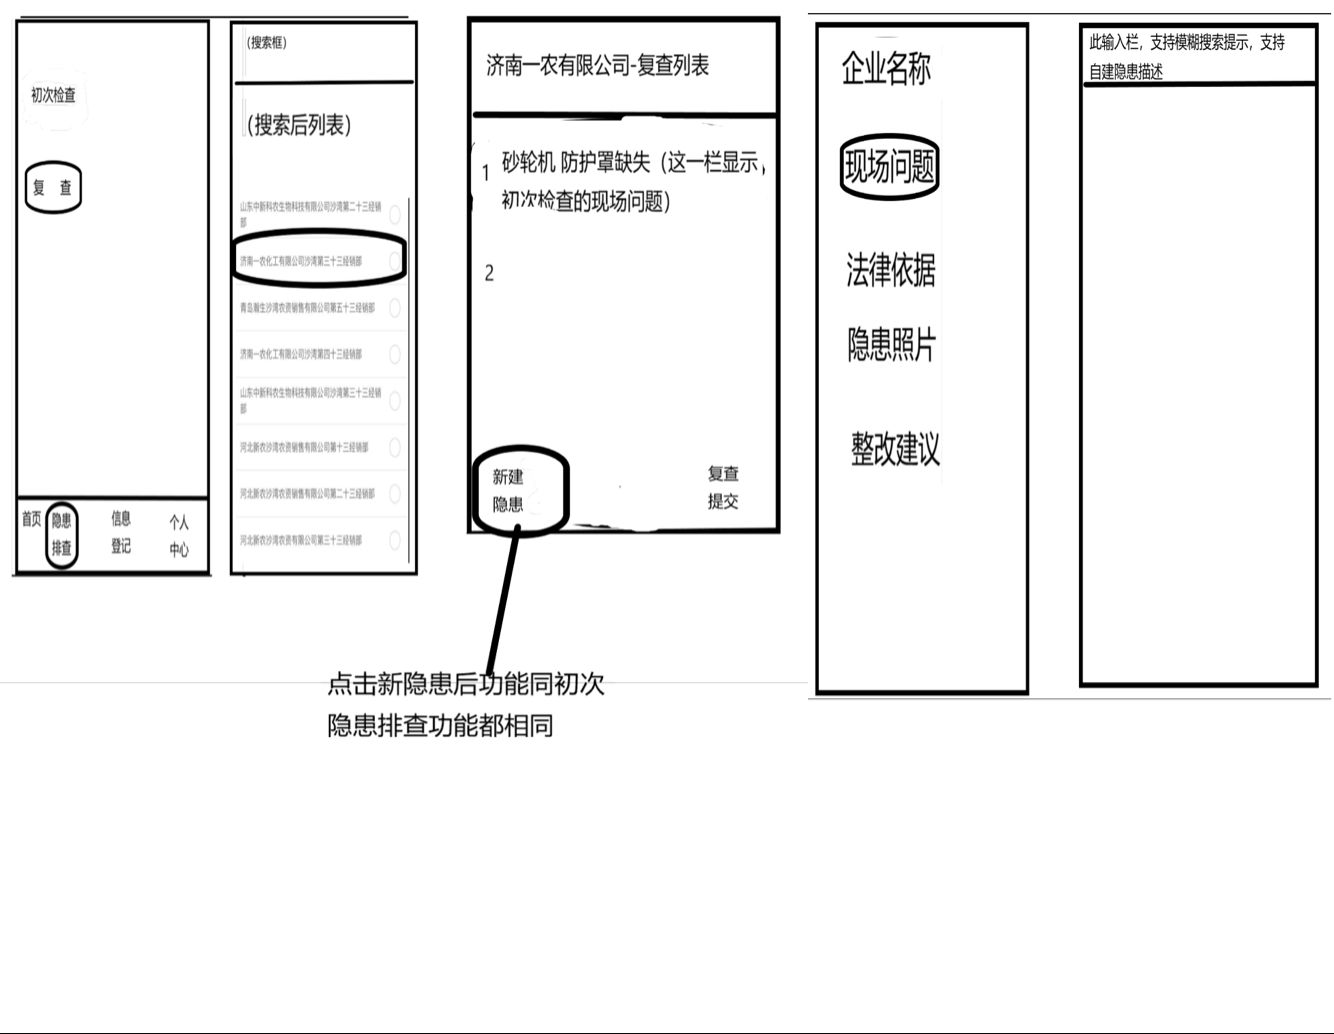 初次检查
复 查
首页
隐患
排查
信息
登记
个人
中心
(搜索框)
(搜索后列表)
山东中新科农生物科技有限公司沙湾第二十三经销
部
济南一农化工有限公司沙湾第三十三经销部
青岛瀚生沙湾农资销售有限公司第五十三经销部
济南一农化工有限公司沙湾第四十三经销部
山东中新科农生物科技有限公司沙湾第三十三经销
部
河北新农沙湾农资销售有限公司第十三经销部
河北新农沙湾农资销售有限公司第二十三经销部
河北新农沙湾农资有限公司第三十三经销部
济南一农有限公司-复查列表
1 砂轮机 防护罩缺失（这一栏显示，
初次检查的现场问题）
2
新建
隐患
复查
提交
点击新隐患后功能同初次
隐患排查功能都相同
企业名称
现场问题
法律依据
隐患照片
整改建议
此输入栏，支持模糊搜索提示，支持
自建隐患描述